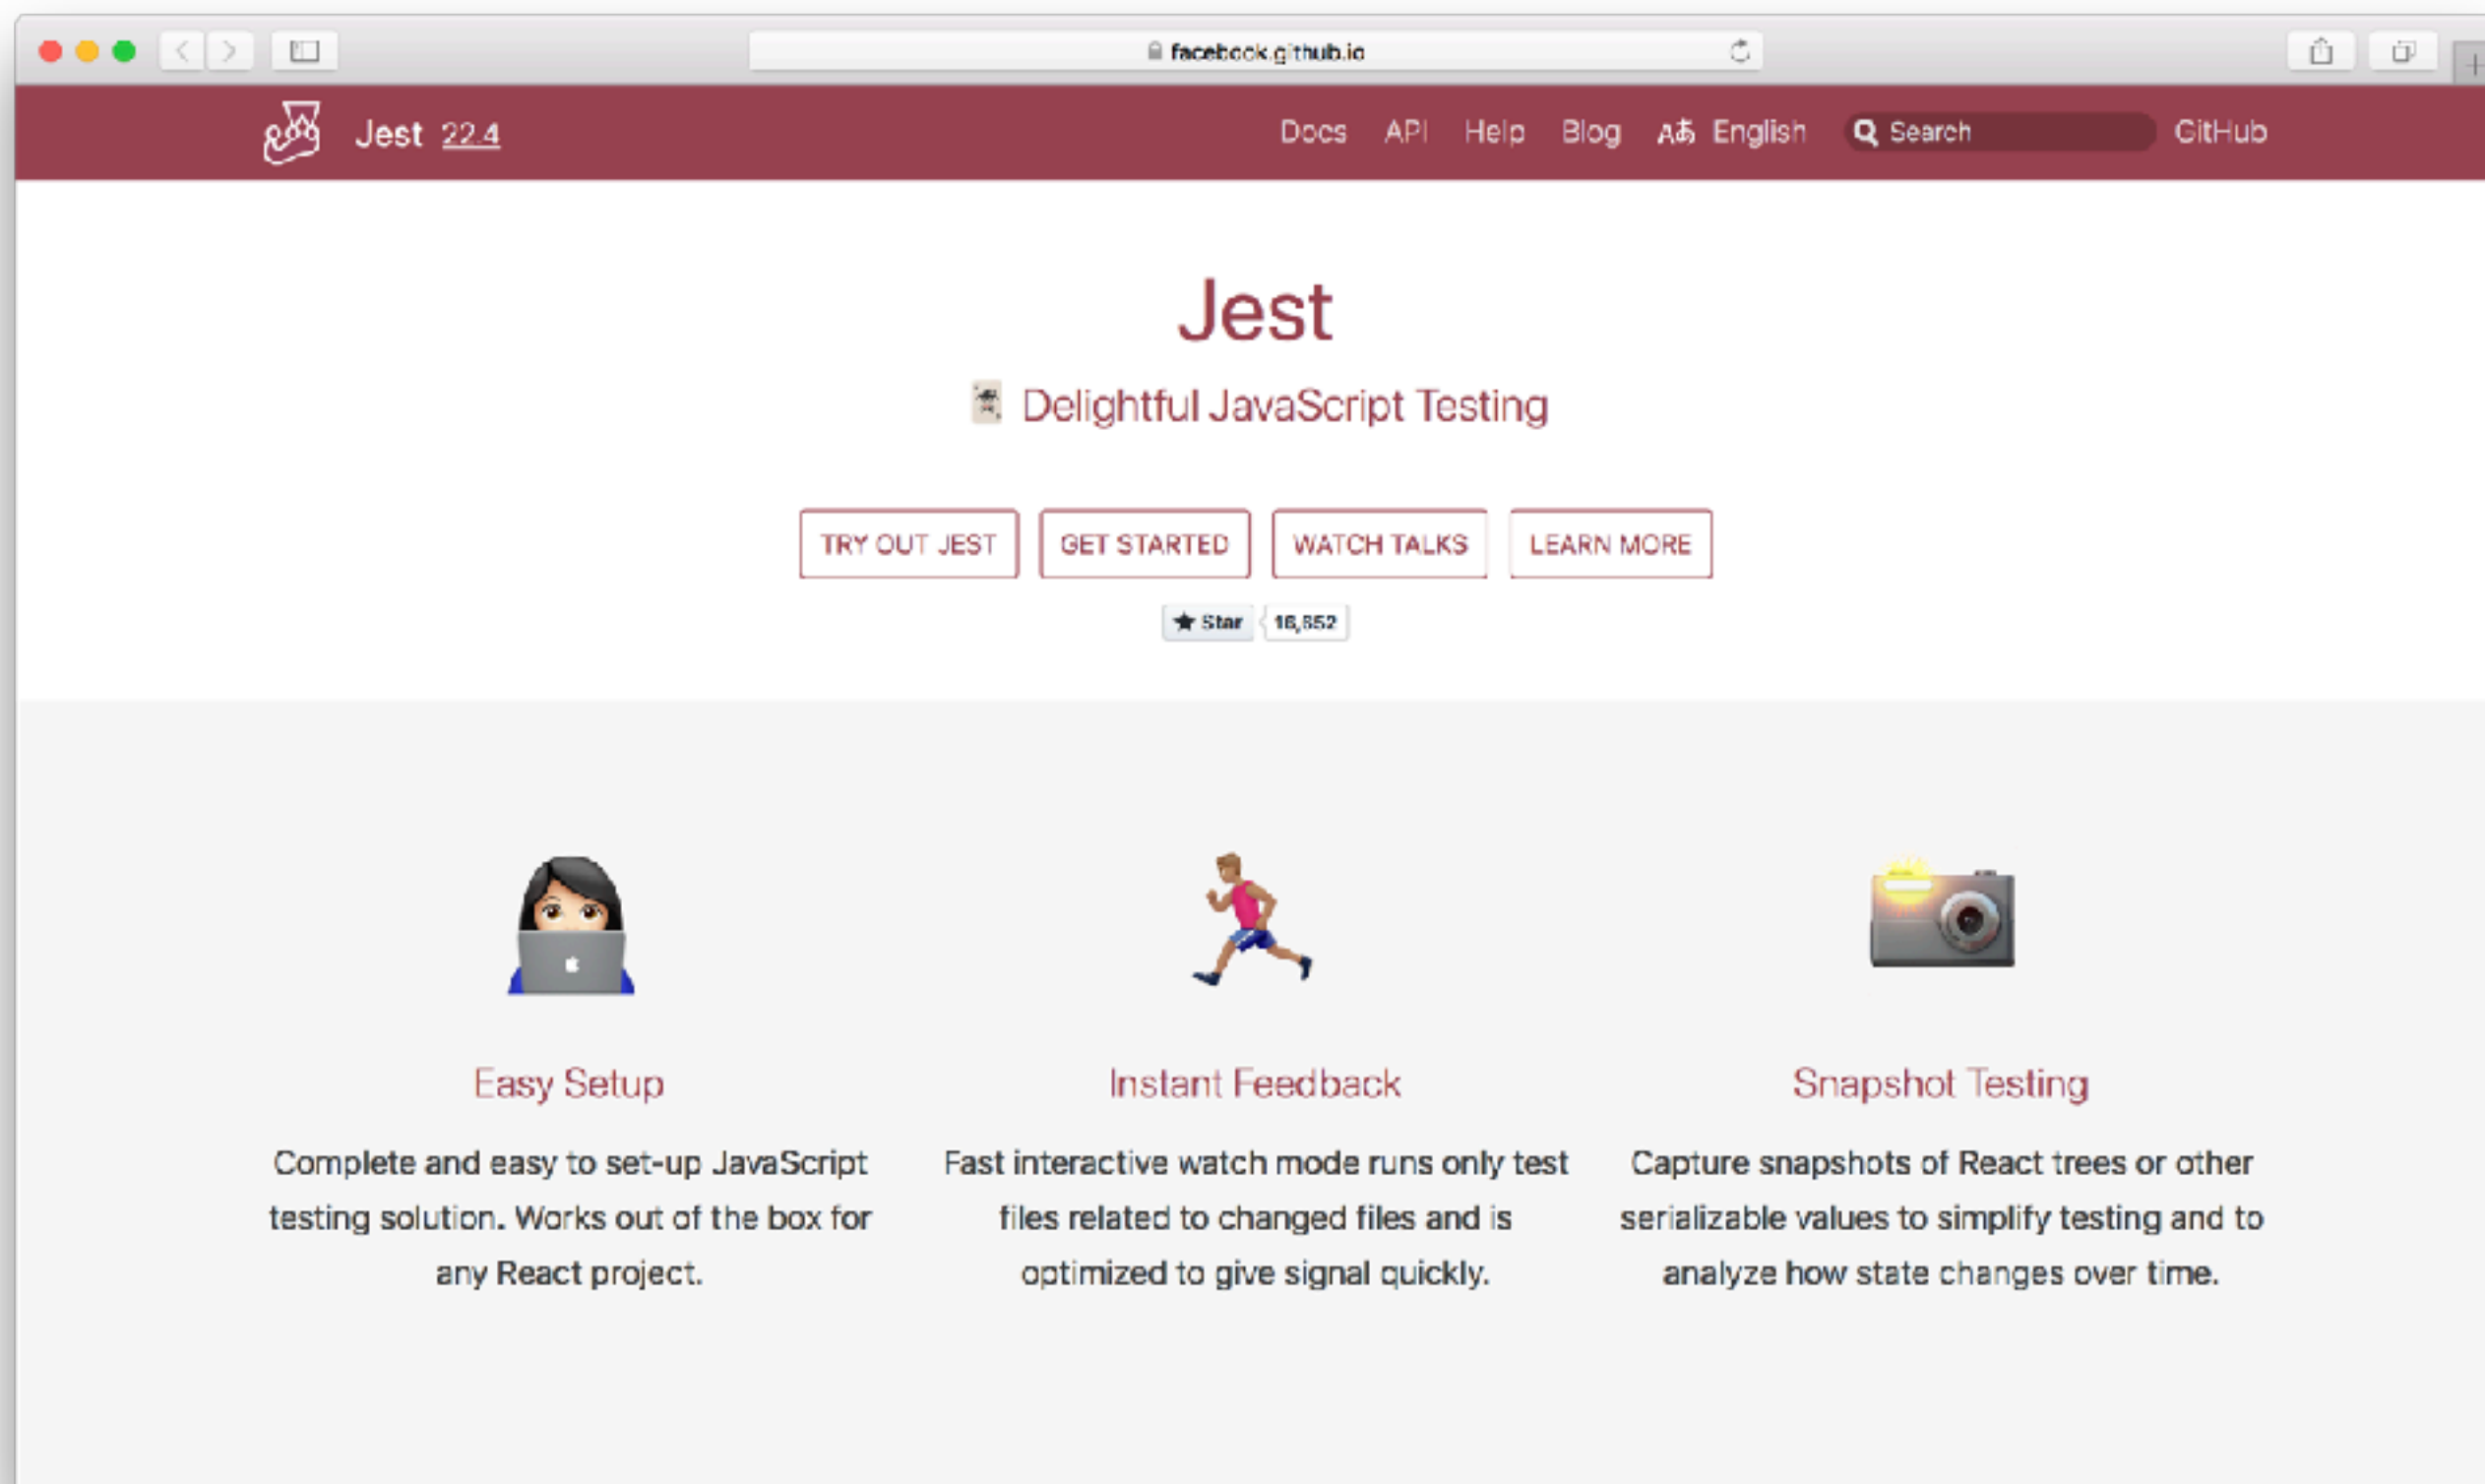 facebook.github.io
Jest 22.4 Docs API Help Blog Aあ English Search GitHub
Jest
Delightful JavaScript Testing
TRY OUT JEST GET STARTED WATCH TALKS LEARN MORE
Star 16,652
Easy Setup
Complete and easy to set-up JavaScript
testing solution. Works out of the box for
any React project.
Instant Feedback
Fast interactive watch mode runs only test
files related to changed files and is
optimized to give signal quickly.
Snapshot Testing
Capture snapshots of React trees or other
serializable values to simplify testing and to
analyze how state changes over time.